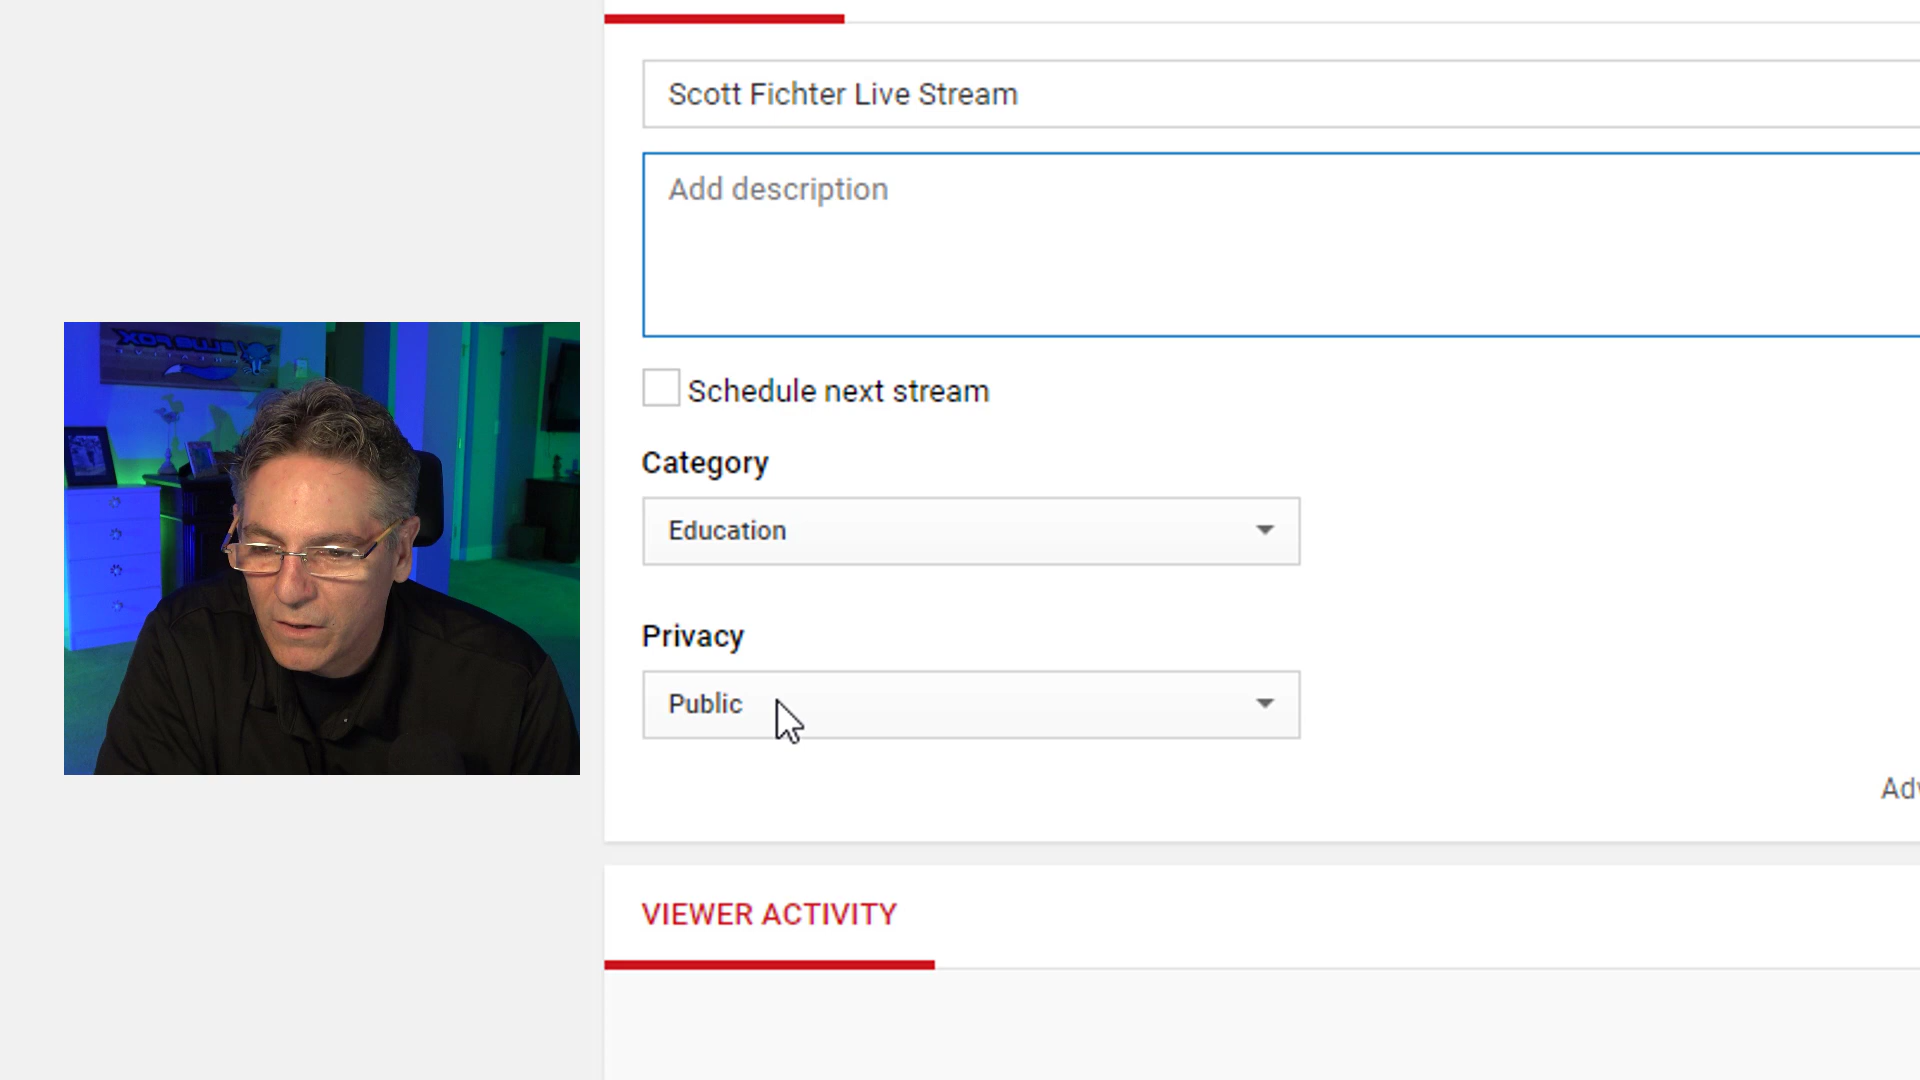 Scott Fichter Live Stream
Add description
Schedule next stream
Category
Education
Privacy
Public
VIEWER ACTIVITY